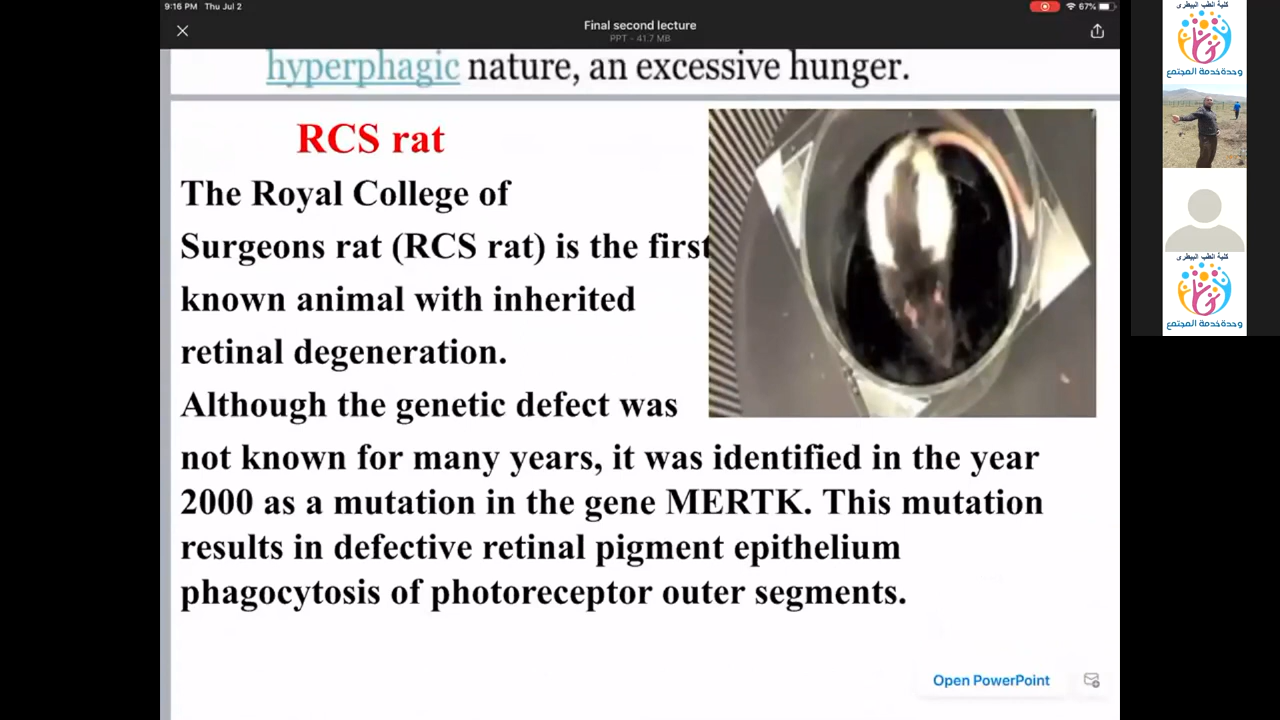 9:16 PM Thu Jul 2
67%
Final second lecture
PPT - 41.7 MB
hyperphagic nature, an excessive hunger.
RCS rat
The Royal College of
Surgeons rat (RCS rat) is the first
known animal with inherited
retinal degeneration.
Although the genetic defect was
not known for many years, it was identified in the year
2000 as a mutation in the gene MERTK. This mutation
results in defective retinal pigment epithelium
phagocytosis of photoreceptor outer segments.
Open PowerPoint
كلية الطب البيطرى
وحدة خدمة المجتمع
كلية الطب البيطرى
وحدة خدمة المجتمع